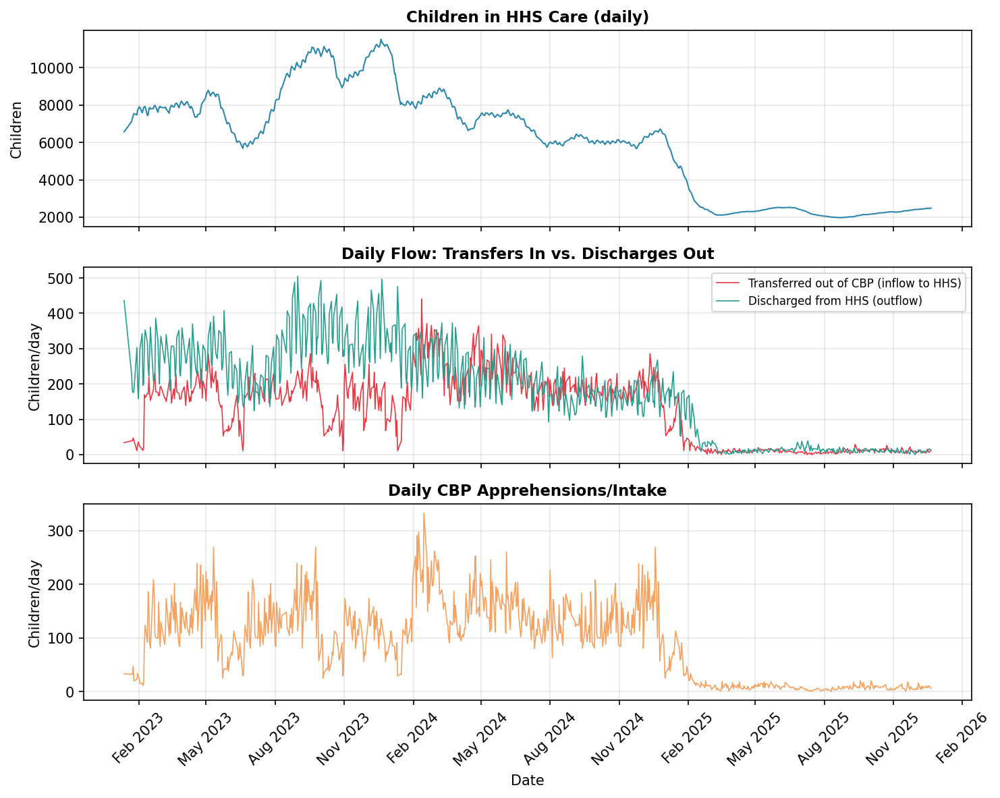 Children in HHS Care (daily)
Children
10000
8000
6000
4000
2000
Daily Flow: Transfers In vs. Discharges Out
Children/day
500
400
300
200
100
0
Transferred out of CBP (inflow to HHS)
Discharged from HHS (outflow)
Daily CBP Apprehensions/Intake
Children/day
300
200
100
0
Feb 2023
May 2023
Aug 2023
Nov 2023
Feb 2024
May 2024
Aug 2024
Nov 2024
Feb 2025
May 2025
Aug 2025
Nov 2025
Feb 2026
Date